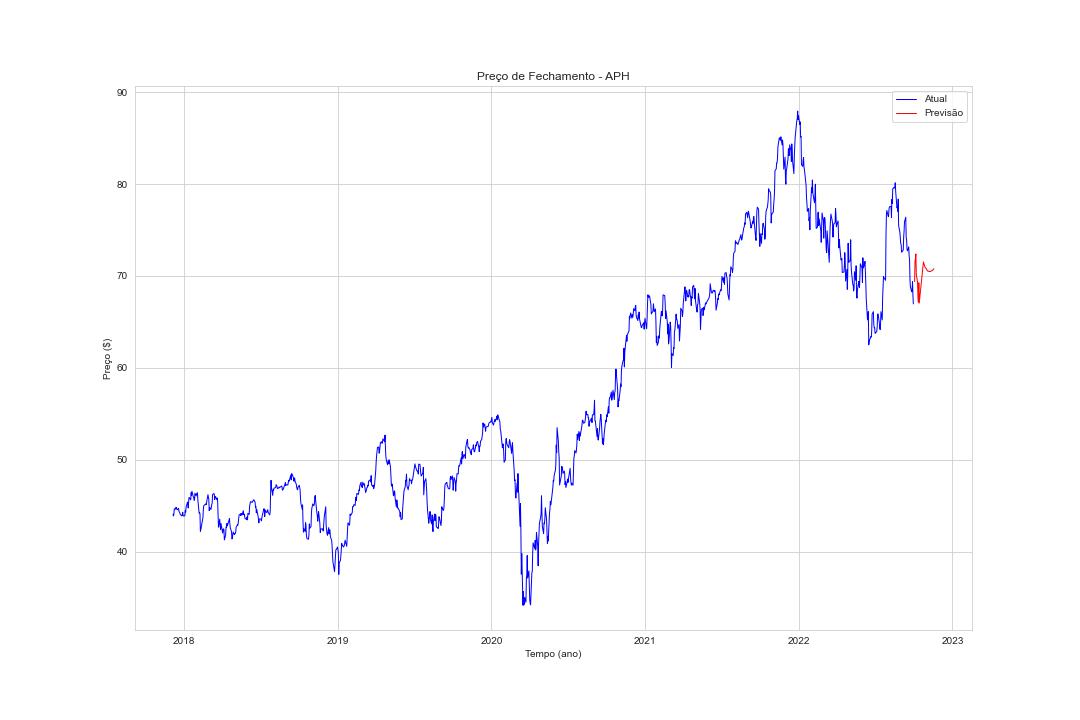 Preço de Fechamento - APH
Atual
Previsão
90
80
70
60
50
40
Preço ($)
2018 2019 2020 2021 2022 2023
Tempo (ano)